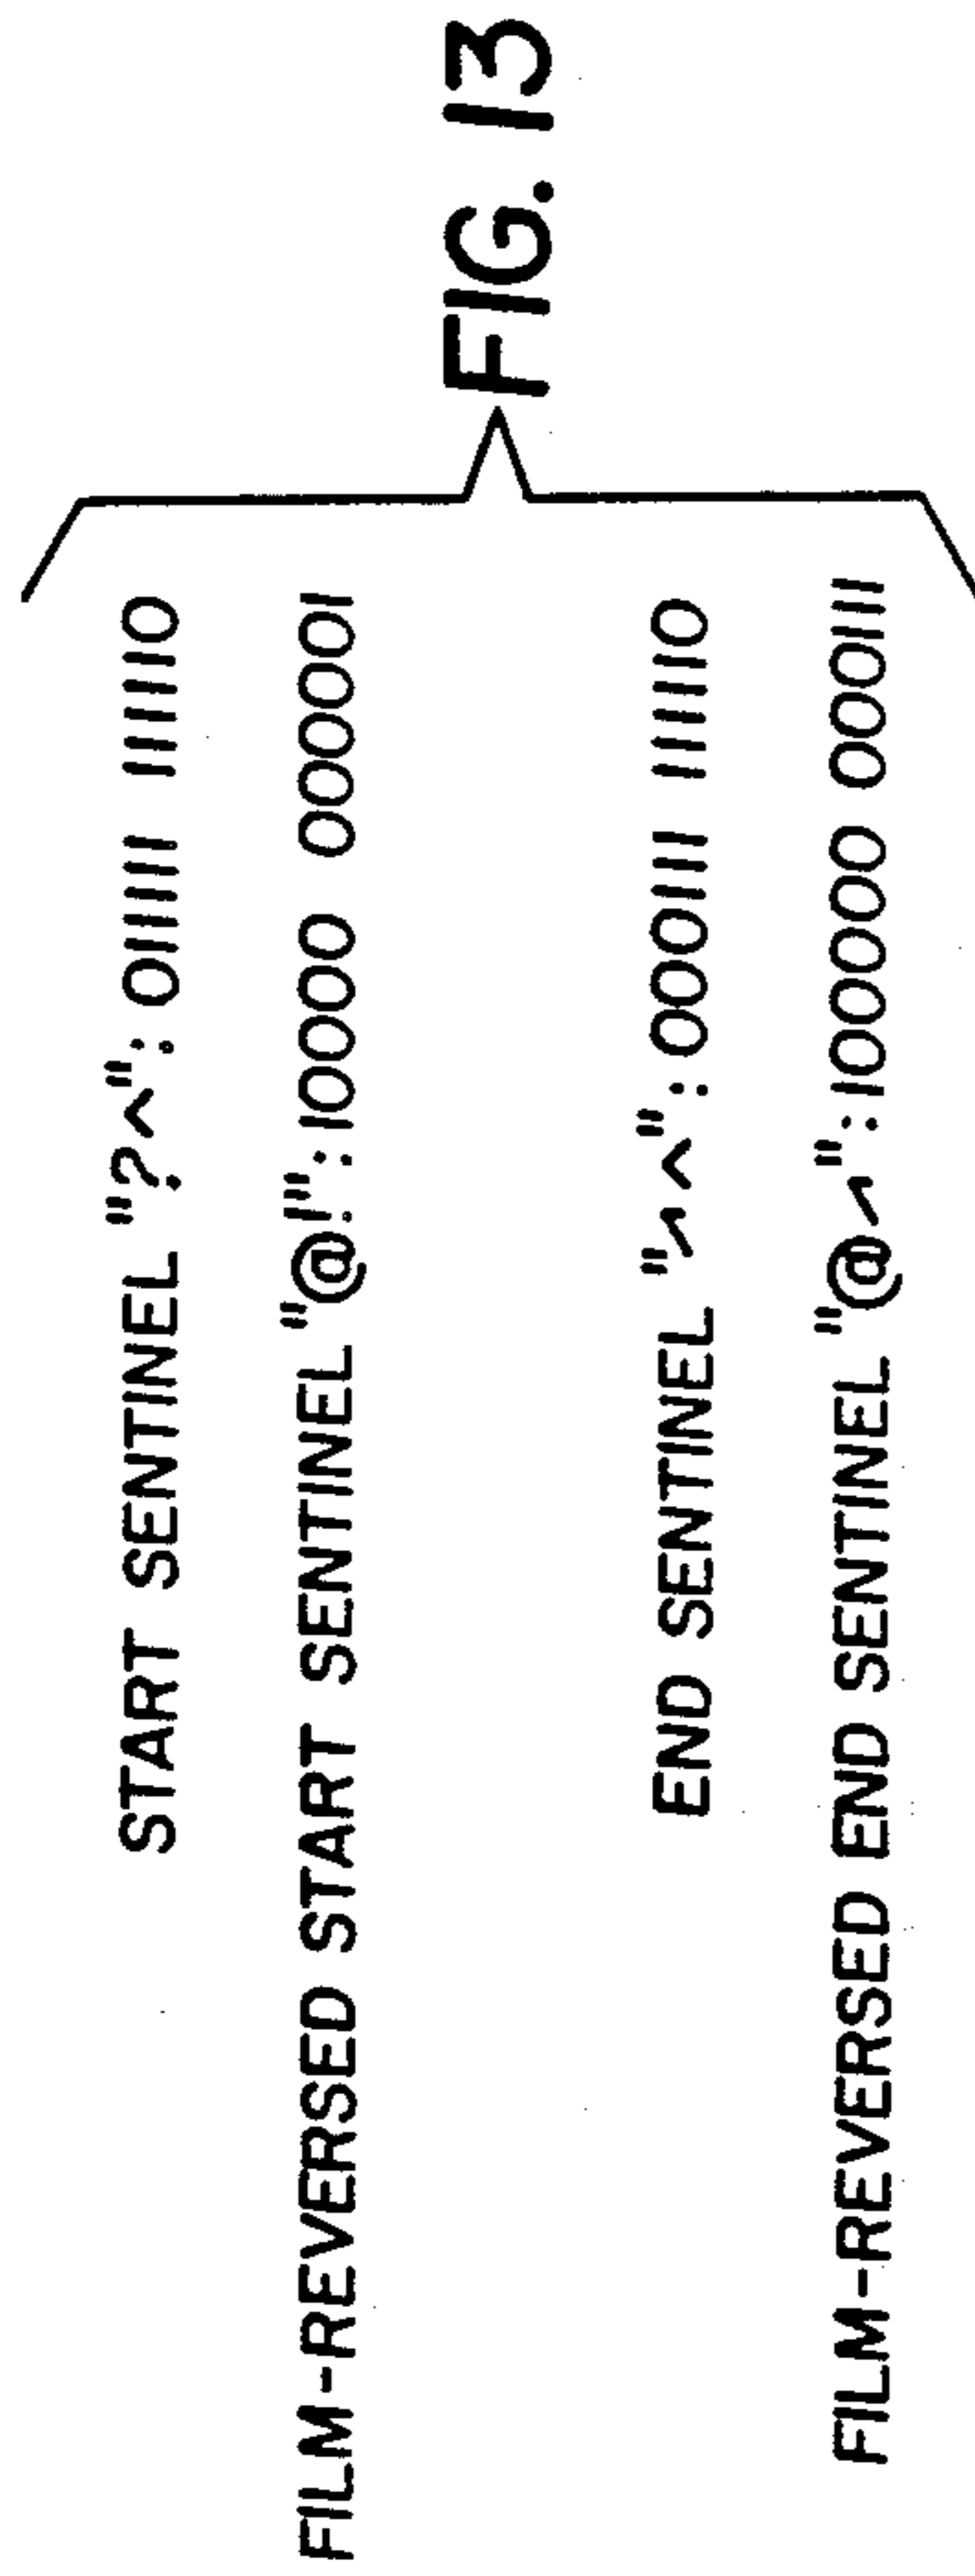 FIG. 13
START SENTINEL "?^": 011111 111110
FILM-REVERSED START SENTINEL "@!": 10000 000001
END SENTINEL "'^": 000111 111110
FILM-REVERSED END SENTINEL "@'": 100000 000111